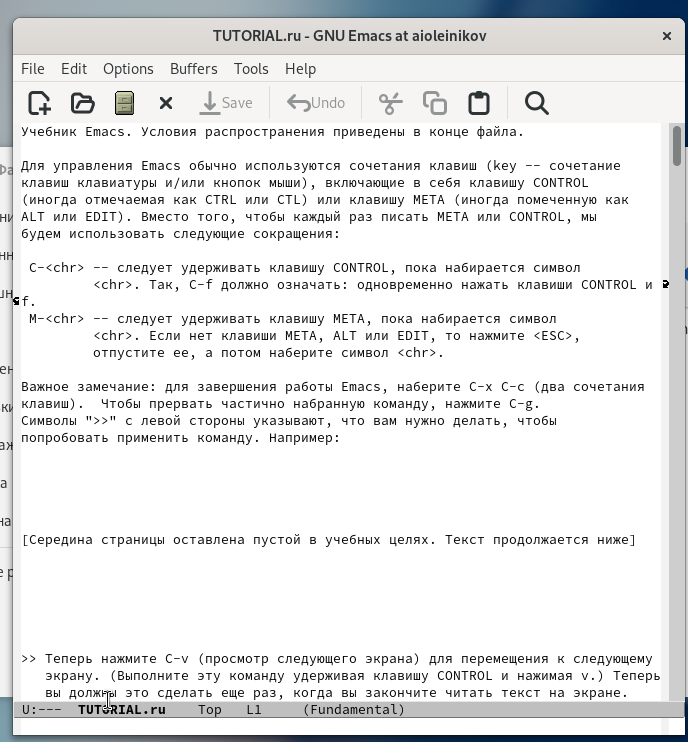 TUTORIAL.ru - GNU Emacs at aioleinikov
File Edit Options Buffers Tools Help
Save Undo
Учебник Emacs. Условия распространения приведены в конце файла.
Для управления Emacs обычно используются сочетания клавиш (key -- сочетание
клавиш клавиатуры и/или кнопок мыши), включающие в себя клавишу CONTROL
(иногда отмечаемая как CTRL или CTL) или клавишу META (иногда помеченную как
ALT или EDIT). Вместо того, чтобы каждый раз писать META или CONTROL, мы
будем использовать следующие сокращения:
C-<chr> -- следует удерживать клавишу CONTROL, пока набирается символ
<chr>. Так, C-f должно означать: одновременно нажать клавиши CONTROL и
f.
M-<chr> -- следует удерживать клавишу META, пока набирается символ
<chr>. Если нет клавиши META, ALT или EDIT, то нажмите <ESC>,
отпустите ее, а потом наберите символ <chr>.
Важное замечание: для завершения работы Emacs, наберите C-x C-c (два сочетания
клавиш).  Чтобы прервать частично набранную команду, нажмите C-g.
Символы ">>" с левой стороны указывают, что вам нужно делать, чтобы
попробовать применить команду. Например:
[Середина страницы оставлена пустой в учебных целях. Текст продолжается ниже]
>> Теперь нажмите C-v (просмотр следующего экрана) для перемещения к следующему
экрану. (Выполните эту команду удерживая клавишу CONTROL и нажимая v.) Теперь
вы должны это сделать еще раз, когда вы закончите читать текст на экране.
U:--- TUTORIAL.ru Top L1 (Fundamental)